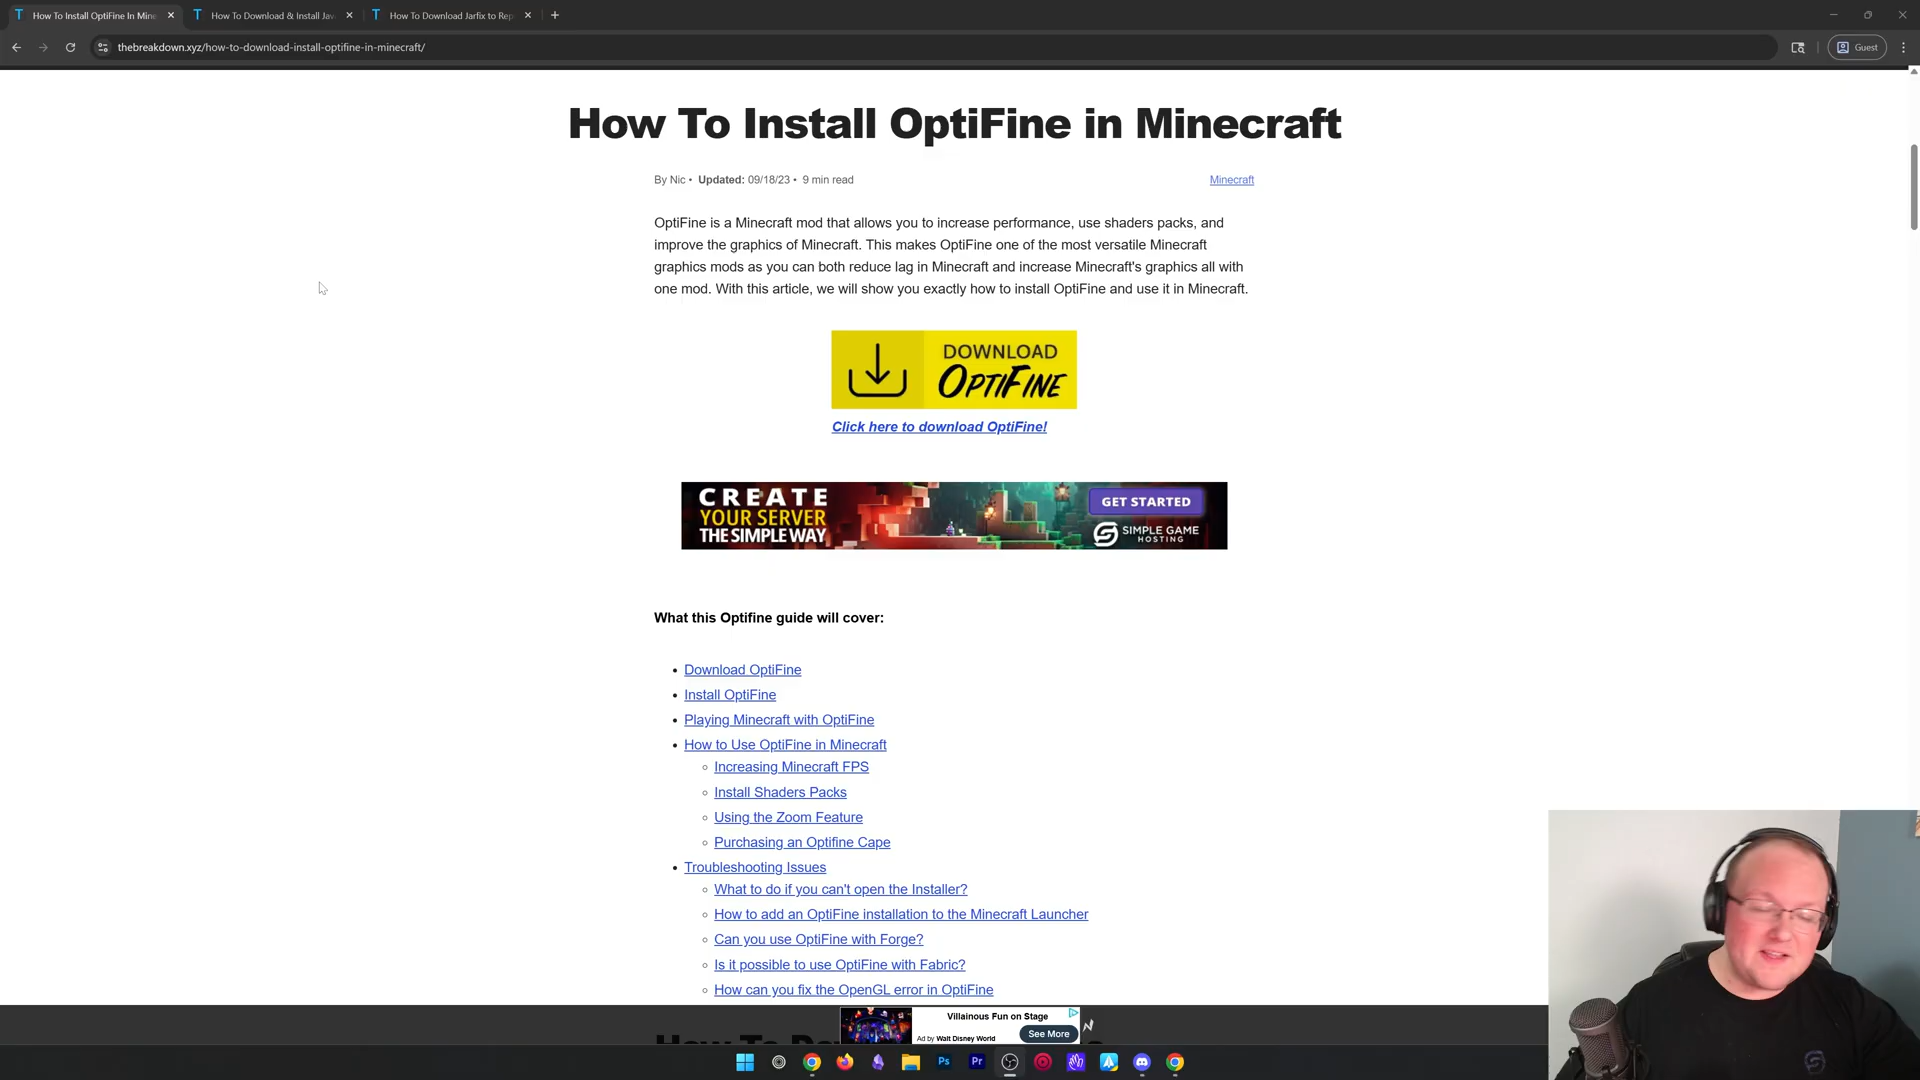 How To Install OptiFine In Mine
How To Download & Install Jav
How To Download Jarfix to Rep
thebreakdown.xyz/how-to-download-install-optifine-in-minecraft/
Guest
How To Install OptiFine in Minecraft
By Nic • Updated: 09/18/23 • 9 min read
Minecraft
OptiFine is a Minecraft mod that allows you to increase performance, use shaders packs, and
improve the graphics of Minecraft. This makes OptiFine one of the most versatile Minecraft
graphics mods as you can both reduce lag in Minecraft and increase Minecraft's graphics all with
one mod. With this article, we will show you exactly how to install OptiFine and use it in Minecraft.
DOWNLOAD
OPTIFINE
Click here to download OptiFine!
CREATE
YOUR SERVER
THE SIMPLE WAY
GET STARTED
SIMPLE GAME
HOSTING
What this Optifine guide will cover:
• Download OptiFine
• Install OptiFine
• Playing Minecraft with OptiFine
• How to Use OptiFine in Minecraft
◦ Increasing Minecraft FPS
◦ Install Shaders Packs
◦ Using the Zoom Feature
◦ Purchasing an Optifine Cape
• Troubleshooting Issues
◦ What to do if you can't open the Installer?
◦ How to add an OptiFine installation to the Minecraft Launcher
◦ Can you use OptiFine with Forge?
◦ Is it possible to use OptiFine with Fabric?
◦ How can you fix the OpenGL error in OptiFine
Villainous Fun on Stage
Ad by Walt Disney World
See More
How To
Ps
Pr